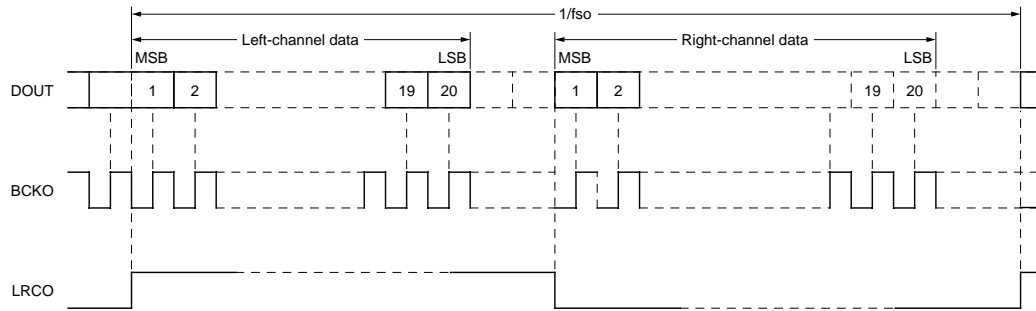 1/fso
Left-channel data Right-channel data
MSB LSB MSB LSB
DOUT 1 2 19 20 1 2 19 20
BCKO
LRCO